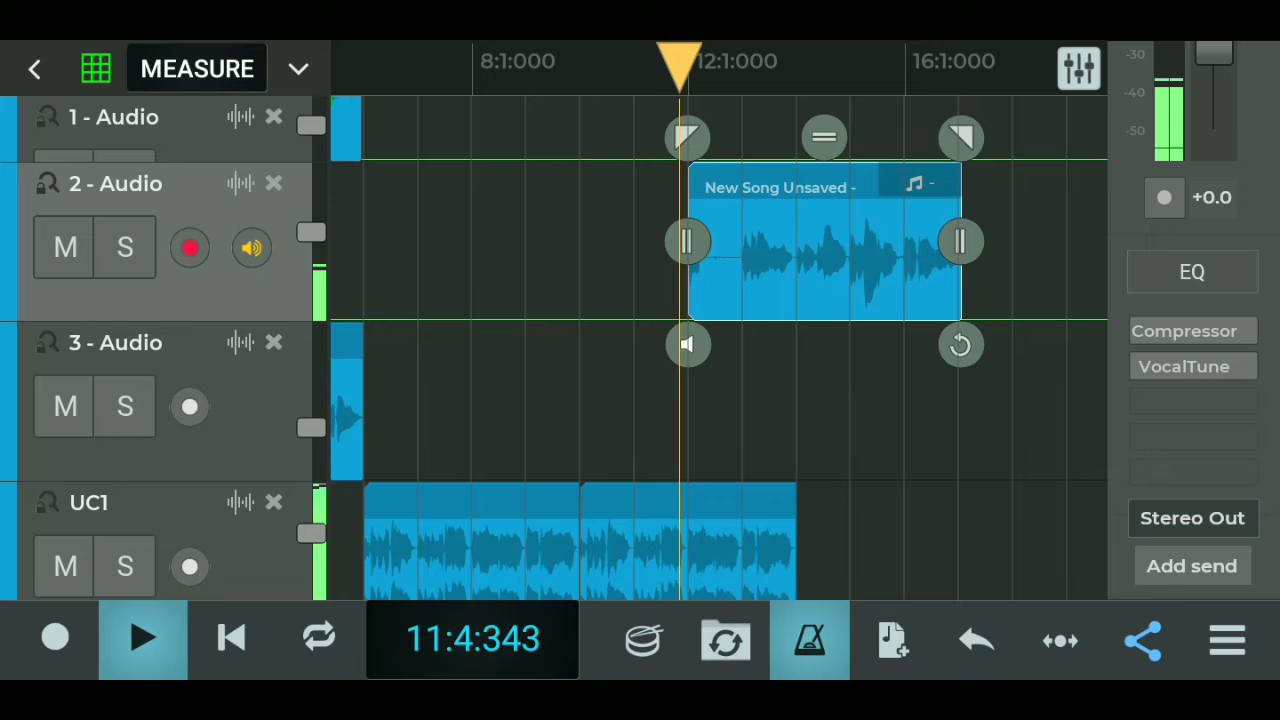 MEASURE
8:1:000
12:1:000
16:1:000
-30
-40
-50
1 - Audio
2 - Audio
M S
New Song Unsaved -
-
+0.0
EQ
Compressor
VocalTune
3 - Audio
M S
UC1
M S
Stereo Out
Add send
11:4:343